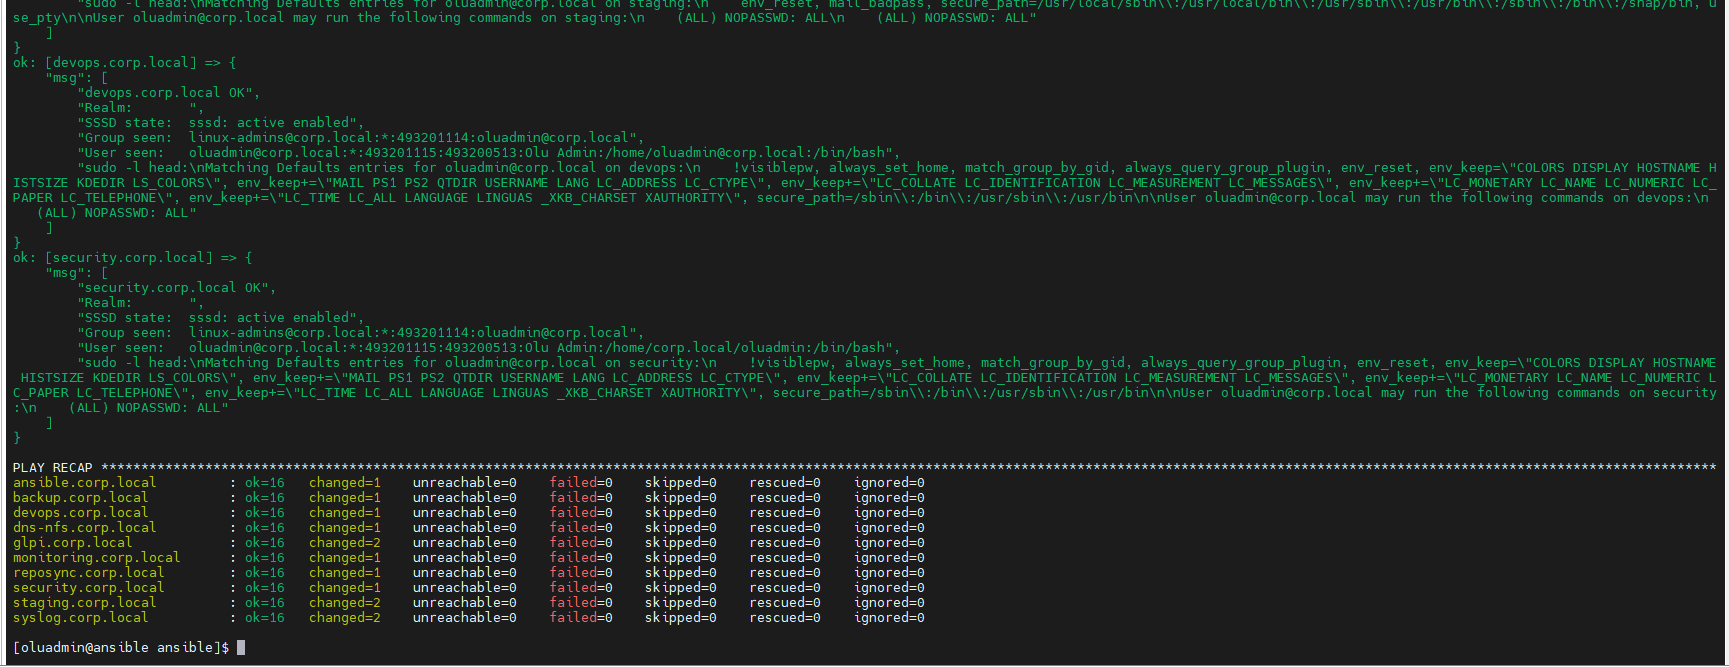 "sudo -l head:\nMatching Defaults entries for oluadmin@corp.local on staging:\n    env_reset, mail_badpass, secure_path=/usr/local/sbin\\:/usr/local/bin\\:/usr/sbin\\:/usr/bin\\:/sbin\\:/bin\\:/snap/bin, u
se_pty\n\nUser oluadmin@corp.local may run the following commands on staging:\n    (ALL) NOPASSWD: ALL\n    (ALL) NOPASSWD: ALL"
    ]
}
ok: [devops.corp.local] => {
    "msg": [
        "devops.corp.local OK",
        "Realm:       ",
        "SSSD state:  sssd: active enabled",
        "Group seen:  linux-admins@corp.local:*:493201114:oluadmin@corp.local",
        "User seen:   oluadmin@corp.local:*:493201115:493200513:Olu Admin:/home/oluadmin@corp.local:/bin/bash",
        "sudo -l head:\nMatching Defaults entries for oluadmin@corp.local on devops:\n    !visiblepw, always_set_home, match_group_by_gid, always_query_group_plugin, env_reset, env_keep=\"COLORS DISPLAY HOSTNAME H
ISTSIZE KDEDIR LS_COLORS\", env_keep+=\"MAIL PS1 PS2 QTDIR USERNAME LANG LC_ADDRESS LC_CTYPE\", env_keep+=\"LC_COLLATE LC_IDENTIFICATION LC_MEASUREMENT LC_MESSAGES\", env_keep+=\"LC_MONETARY LC_NAME LC_NUMERIC LC_
PAPER LC_TELEPHONE\", env_keep+=\"LC_TIME LC_ALL LANGUAGE LINGUAS _XKB_CHARSET XAUTHORITY\", secure_path=/sbin\\:/bin\\:/usr/sbin\\:/usr/bin\n\nUser oluadmin@corp.local may run the following commands on devops:\n
   (ALL) NOPASSWD: ALL"
    ]
}
ok: [security.corp.local] => {
    "msg": [
        "security.corp.local OK",
        "Realm:       ",
        "SSSD state:  sssd: active enabled",
        "Group seen:  linux-admins@corp.local:*:493201114:oluadmin@corp.local",
        "User seen:   oluadmin@corp.local:*:493201115:493200513:Olu Admin:/home/corp.local/oluadmin:/bin/bash",
        "sudo -l head:\nMatching Defaults entries for oluadmin@corp.local on security:\n    !visiblepw, always_set_home, match_group_by_gid, always_query_group_plugin, env_reset, env_keep=\"COLORS DISPLAY HOSTNAME
 HISTSIZE KDEDIR LS_COLORS\", env_keep+=\"MAIL PS1 PS2 QTDIR USERNAME LANG LC_ADDRESS LC_CTYPE\", env_keep+=\"LC_COLLATE LC_IDENTIFICATION LC_MEASUREMENT LC_MESSAGES\", env_keep+=\"LC_MONETARY LC_NAME LC_NUMERIC L
C_PAPER LC_TELEPHONE\", env_keep+=\"LC_TIME LC_ALL LANGUAGE LINGUAS _XKB_CHARSET XAUTHORITY\", secure_path=/sbin\\:/bin\\:/usr/sbin\\:/usr/bin\n\nUser oluadmin@corp.local may run the following commands on security
:\n    (ALL) NOPASSWD: ALL"
    ]
}
PLAY RECAP **********************************************************************************************************************************************************************************************************
ansible.corp.local         : ok=16   changed=1    unreachable=0    failed=0    skipped=0    rescued=0    ignored=0
backup.corp.local          : ok=16   changed=1    unreachable=0    failed=0    skipped=0    rescued=0    ignored=0
devops.corp.local          : ok=16   changed=1    unreachable=0    failed=0    skipped=0    rescued=0    ignored=0
dns-nfs.corp.local         : ok=16   changed=1    unreachable=0    failed=0    skipped=0    rescued=0    ignored=0
glpi.corp.local            : ok=16   changed=2    unreachable=0    failed=0    skipped=0    rescued=0    ignored=0
monitoring.corp.local      : ok=16   changed=1    unreachable=0    failed=0    skipped=0    rescued=0    ignored=0
reposync.corp.local        : ok=16   changed=1    unreachable=0    failed=0    skipped=0    rescued=0    ignored=0
security.corp.local        : ok=16   changed=1    unreachable=0    failed=0    skipped=0    rescued=0    ignored=0
staging.corp.local         : ok=16   changed=2    unreachable=0    failed=0    skipped=0    rescued=0    ignored=0
syslog.corp.local          : ok=16   changed=2    unreachable=0    failed=0    skipped=0    rescued=0    ignored=0
[oluadmin@ansible ansible]$